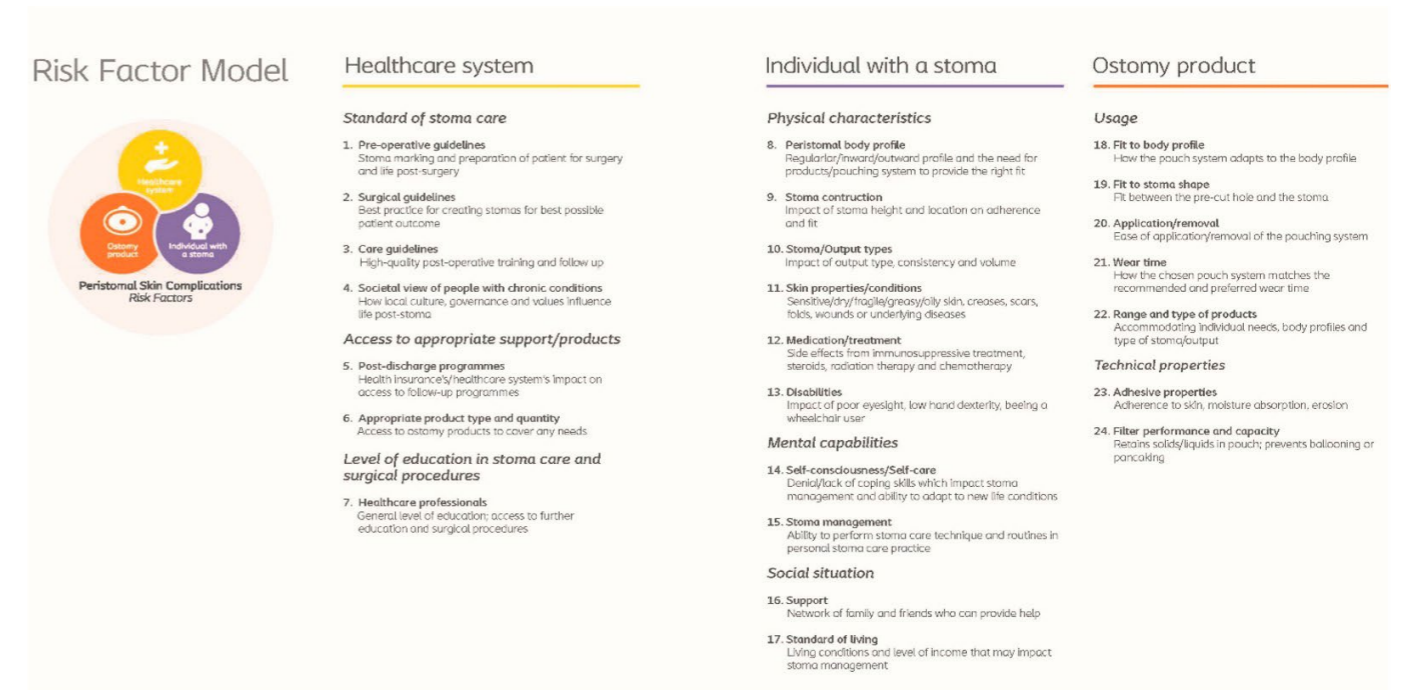 Risk Factor Model
Healthcare system
Ostomy product
Individual with a stoma
Peristomal Skin Complications
Risk Factors
Healthcare system
Standard of stoma care
1. Pre-operative guidelines
Stoma marking and preparation of patient for surgery
and life post-surgery
2. Surgical guidelines
Best practice for creating stomas for best possible
patient outcome
3. Care guidelines
High-quality post-operative training and follow up
4. Societal view of people with chronic conditions
How local culture, governance and values influence
life post-stoma
Access to appropriate support/products
5. Post-discharge programmes
Health insurance's/healthcare system's impact on
access to follow-up programmes
6. Appropriate product type and quantity
Access to ostomy products to cover any needs
Level of education in stoma care and
surgical procedures
7. Healthcare professionals
General level of education; access to further
education and surgical procedures
Individual with a stoma
Physical characteristics
8. Peristomal body profile
Regularlar/inward/outward profile and the need for
products/pouching system to provide the right fit
9. Stoma contruction
Impact of stoma height and location on adherence
and fit
10. Stoma/Output types
Impact of output type, consistency and volume
11. Skin properties/conditions
Sensitive/dry/fragile/greasy/oily skin, creases, scars,
folds, wounds or underlying diseases
12. Medication/treatment
Side effects from immunosuppressive treatment,
steroids, radiation therapy and chemotherapy
13. Disabilities
Impact of poor eyesight, low hand dexterity, beeing a
wheelchair user
Mental capabilities
14. Self-consciousness/Self-care
Denial/lack of coping skills which impact stoma
management and ability to adapt to new life conditions
15. Stoma management
Ability to perform stoma care technique and routines in
personal stoma care practice
Social situation
16. Support
Network of family and friends who can provide help
17. Standard of living
Living conditions and level of income that may impact
stoma management
Ostomy product
Usage
18. Fit to body profile
How the pouch system adapts to the body profile
19. Fit to stoma shape
Fit between the pre-cut hole and the stoma
20. Application/removal
Ease of application/removal of the pouching system
21. Wear time
How the chosen pouch system matches the
recommended and preferred wear time
22. Range and type of products
Accommodating individual needs, body profiles and
type of stoma/output
Technical properties
23. Adhesive properties
Adherence to skin, moisture absorption, erosion
24. Filter performance and capacity
Retains solids/liquids in pouch; prevents ballooning or
pancaking